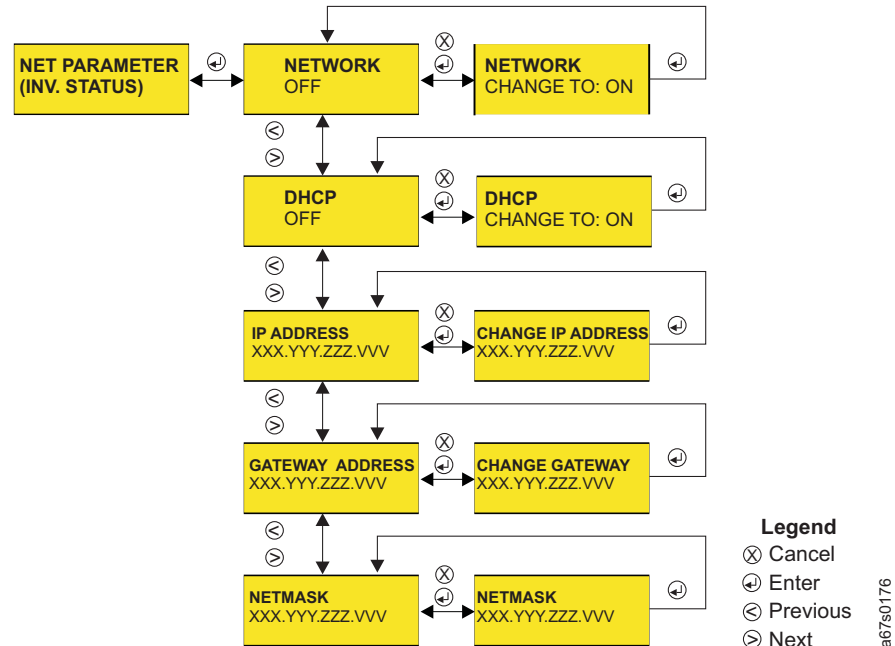 NET PARAMETER
(INV. STATUS)
NETWORK
OFF
NETWORK
CHANGE TO: ON
DHCP
OFF
DHCP
CHANGE TO: ON
IP ADDRESS
XXX.YYY.ZZZ.VVV
CHANGE IP ADDRESS
XXX.YYY.ZZZ.VVV
GATEWAY ADDRESS
XXX.YYY.ZZZ.VVV
CHANGE GATEWAY
XXX.YYY.ZZZ.VVV
NETMASK
XXX.YYY.ZZZ.VVV
NETMASK
XXX.YYY.ZZZ.VVV
Legend
Cancel
Enter
Previous
Next
a67s0176